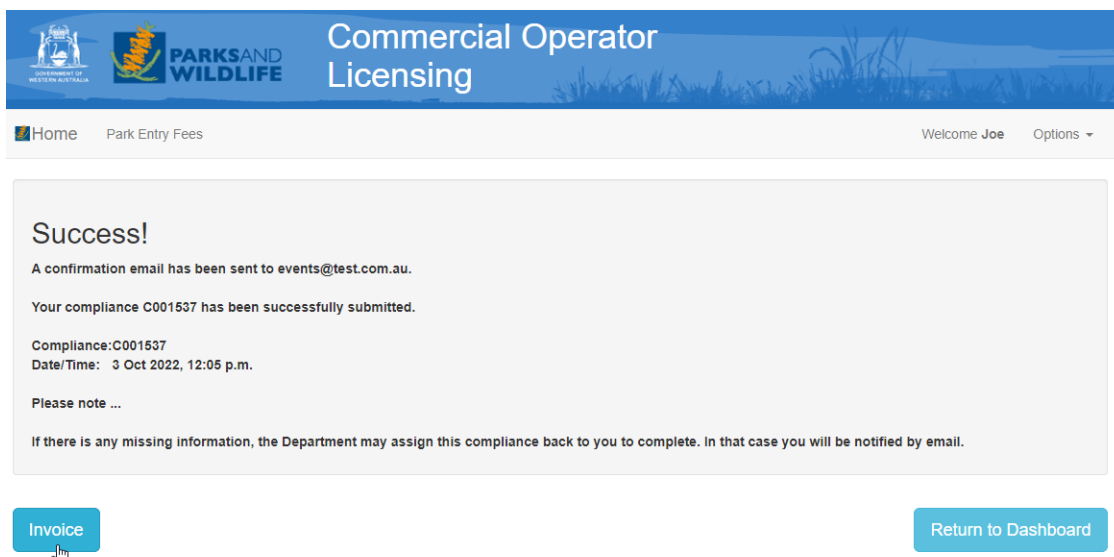 GOVERNMENT OF
WESTERN AUSTRALIA
PARKSAND
WILDLIFE
Commercial Operator
Licensing
Home Park Entry Fees Welcome Joe Options
Success!
A confirmation email has been sent to events@test.com.au.
Your compliance C001537 has been successfully submitted.
Compliance:C001537
Date/Time: 3 Oct 2022, 12:05 p.m.
Please note ...
If there is any missing information, the Department may assign this compliance back to you to complete. In that case you will be notified by email.
Invoice Return to Dashboard